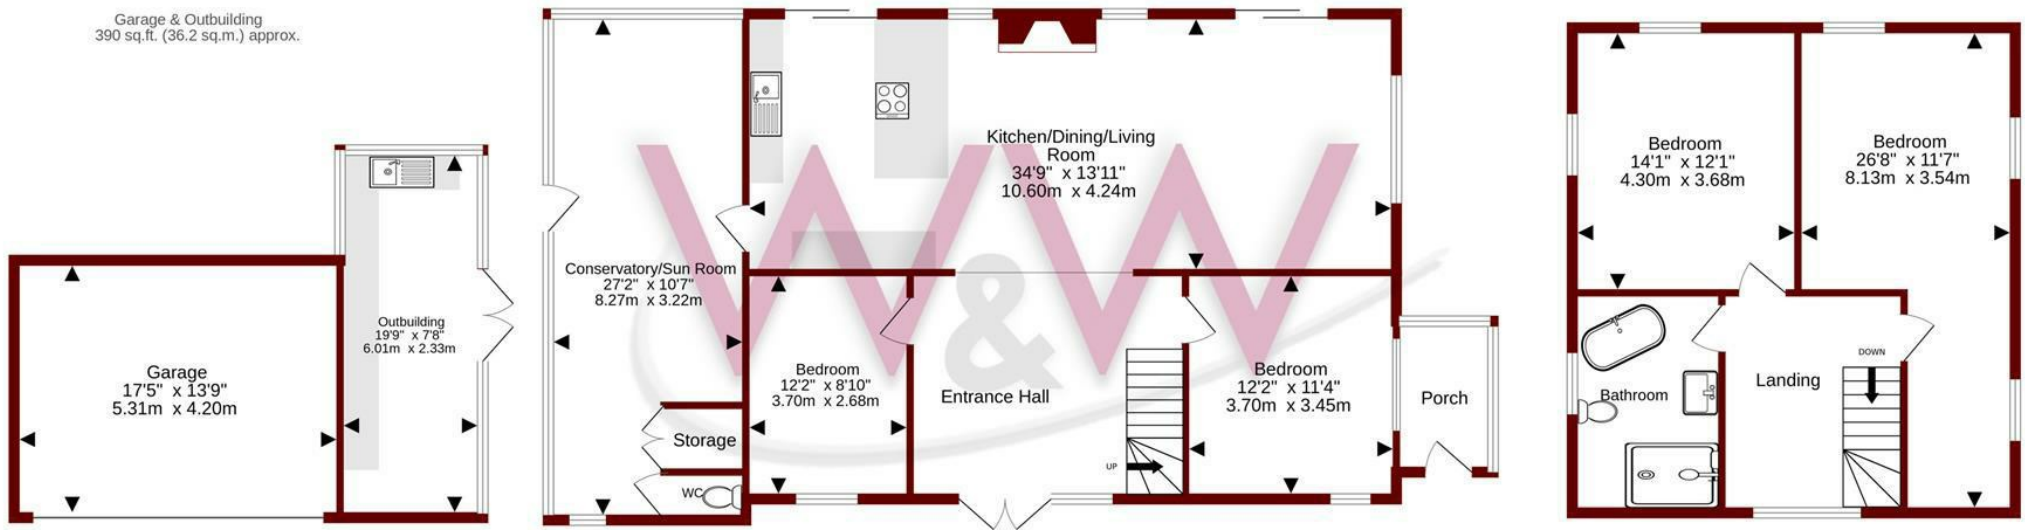 Garage & Outbuilding
390 sq.ft. (36.2 sq.m.) approx.
Garage
17'5" x 13'9"
5.31m x 4.20m
Outbuilding
19'9" x 7'8"
6.01m x 2.33m
Conservatory/Sun Room
27'2" x 10'7"
8.27m x 3.22m
Storage
WC
Kitchen/Dining/Living
Room
34'9" x 13'11"
10.60m x 4.24m
W&W
Bedroom
12'2" x 8'10"
3.70m x 2.68m
Entrance Hall
UP
Bedroom
12'2" x 11'4"
3.70m x 3.45m
Porch
Bedroom
14'1" x 12'1"
4.30m x 3.68m
Bedroom
26'8" x 11'7"
8.13m x 3.54m
Bathroom
Landing
DOWN